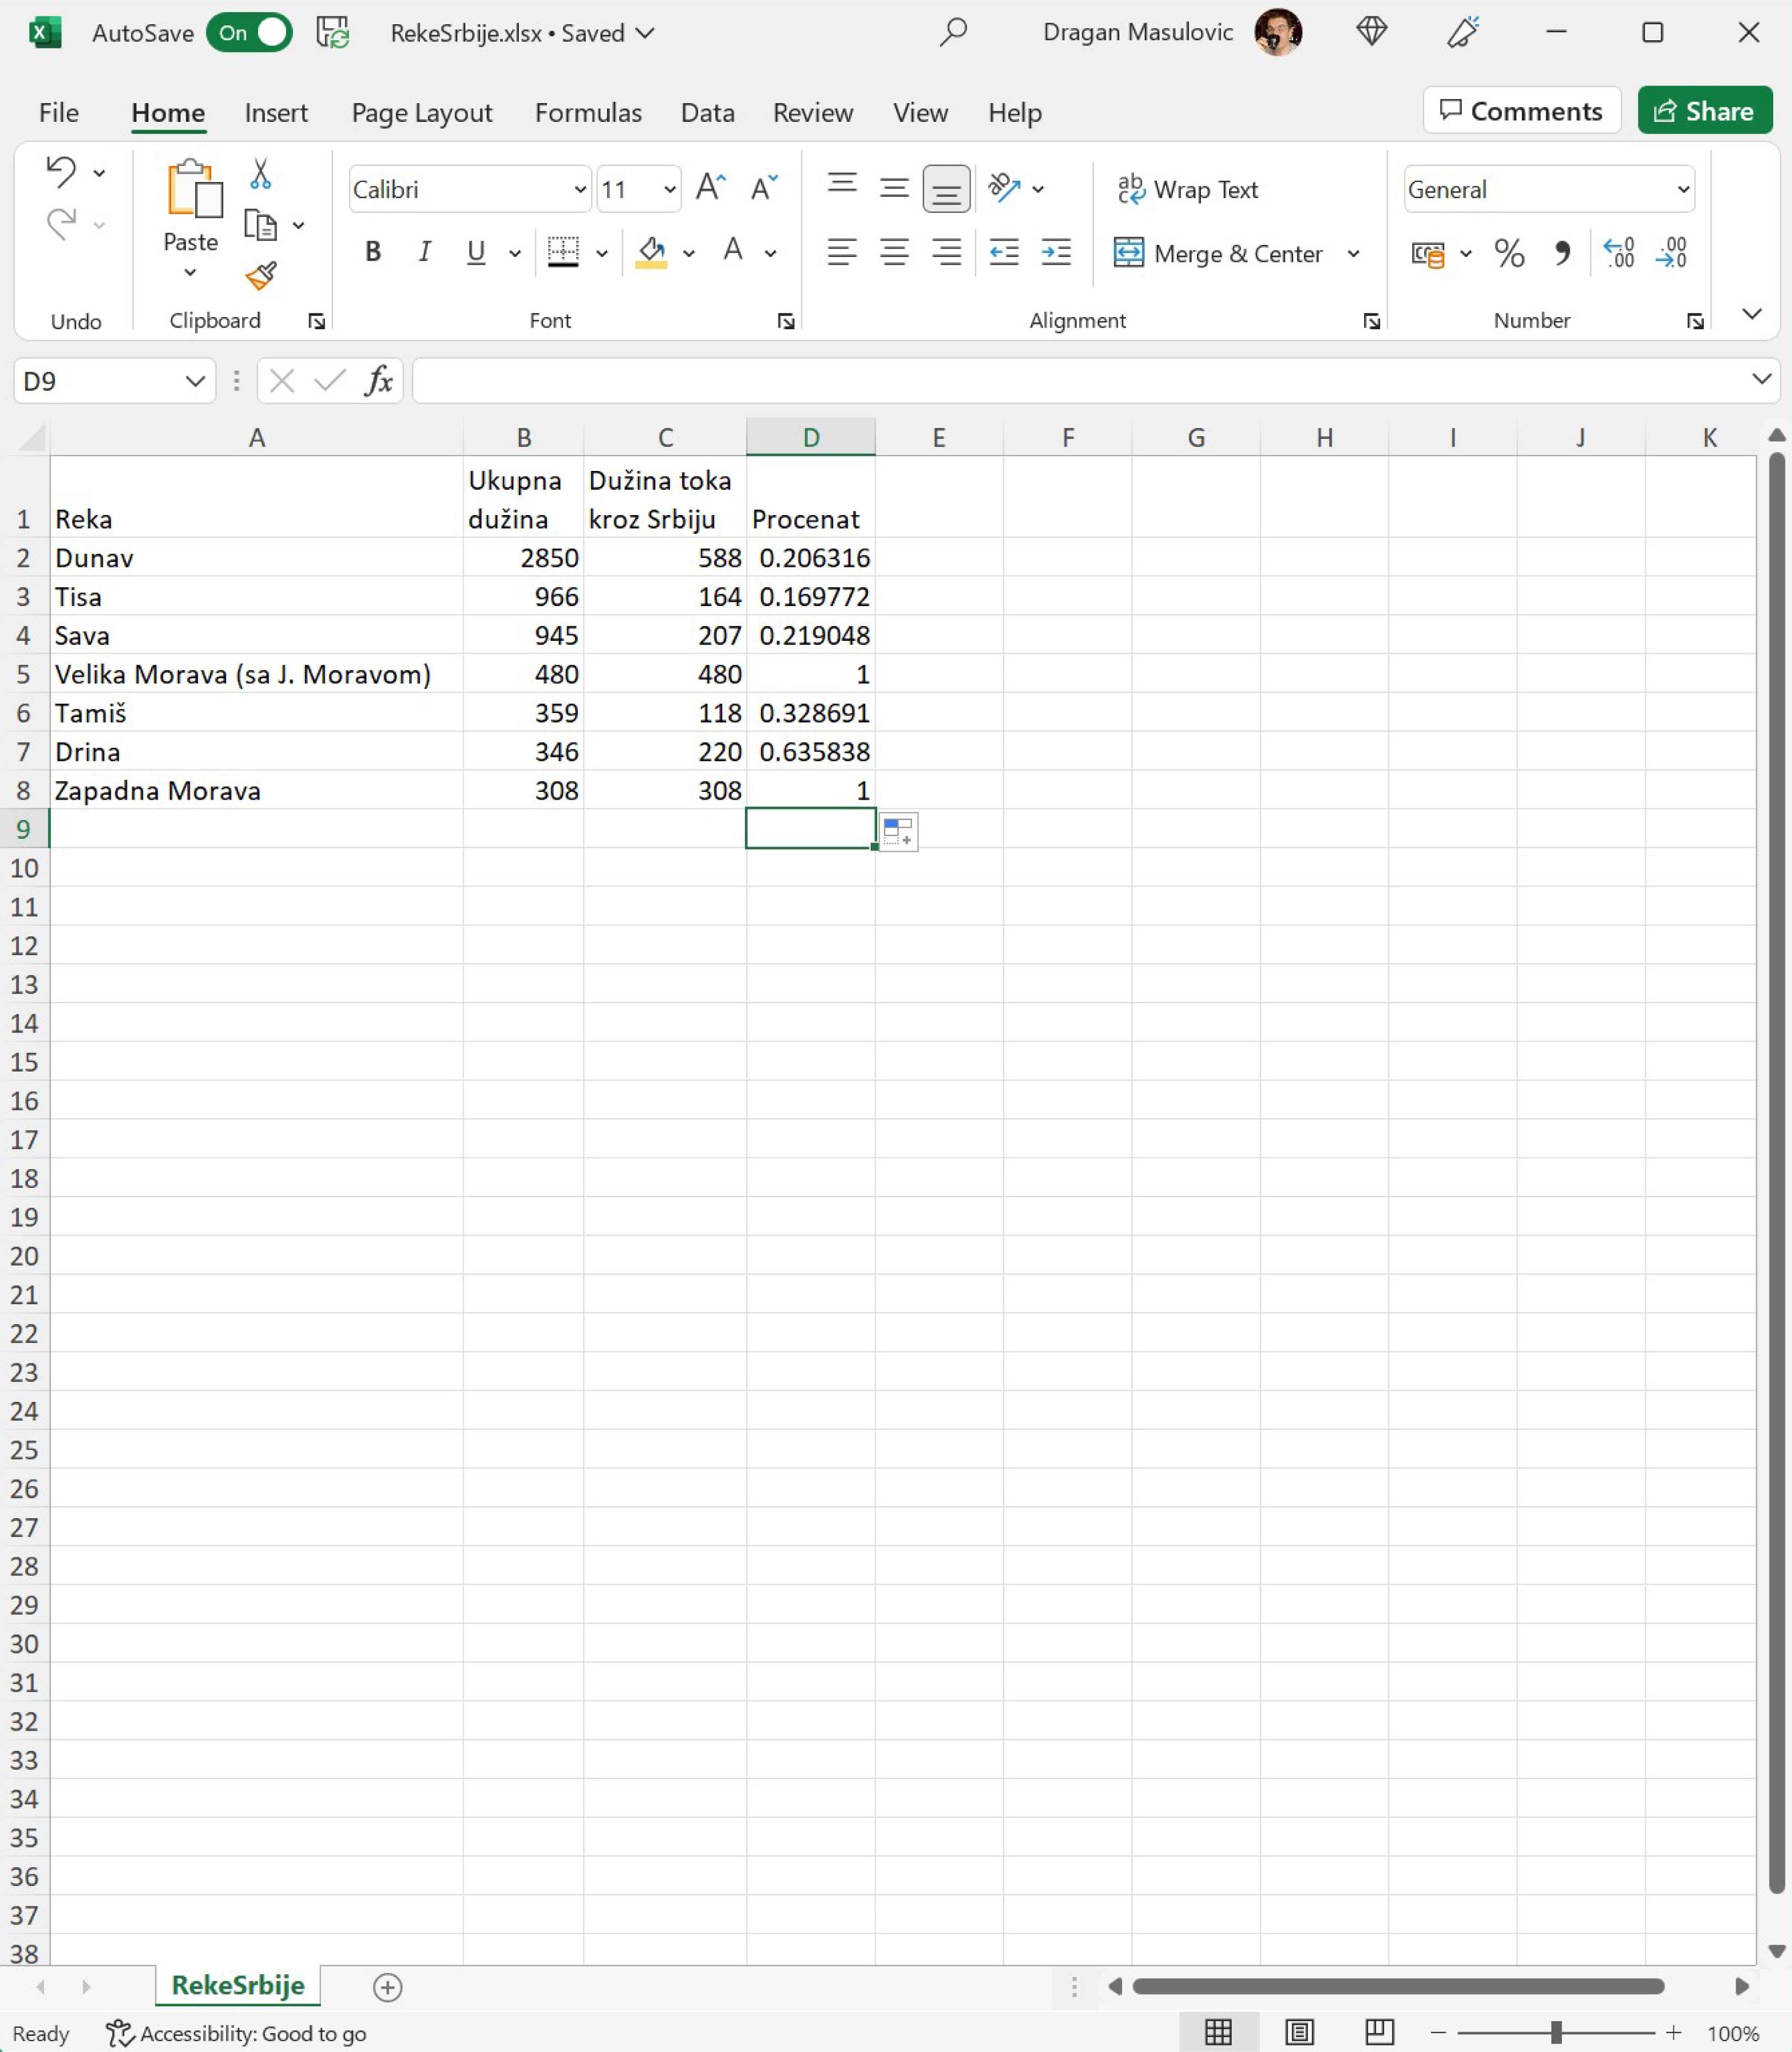 AutoSave On RekeSrbije.xlsx • Saved Dragan Masulovic
File Home Insert Page Layout Formulas Data Review View Help Comments Share
Calibri 11 Wrap Text General
Paste B I U A Merge & Center
Undo Clipboard Font Alignment Number
D9 fx
A B C D E F G H I J K
1 Reka Ukupna dužina Dužina toka kroz Srbiju Procenat
2 Dunav 2850 588 0.206316
3 Tisa 966 164 0.169772
4 Sava 945 207 0.219048
5 Velika Morava (sa J. Moravom) 480 480 1
6 Tamiš 359 118 0.328691
7 Drina 346 220 0.635838
8 Zapadna Morava 308 308 1
9
10
11
12
13
14
15
16
17
18
19
20
21
22
23
24
25
26
27
28
29
30
31
32
33
34
35
36
37
38
RekeSrbije
Ready Accessibility: Good to go 100%